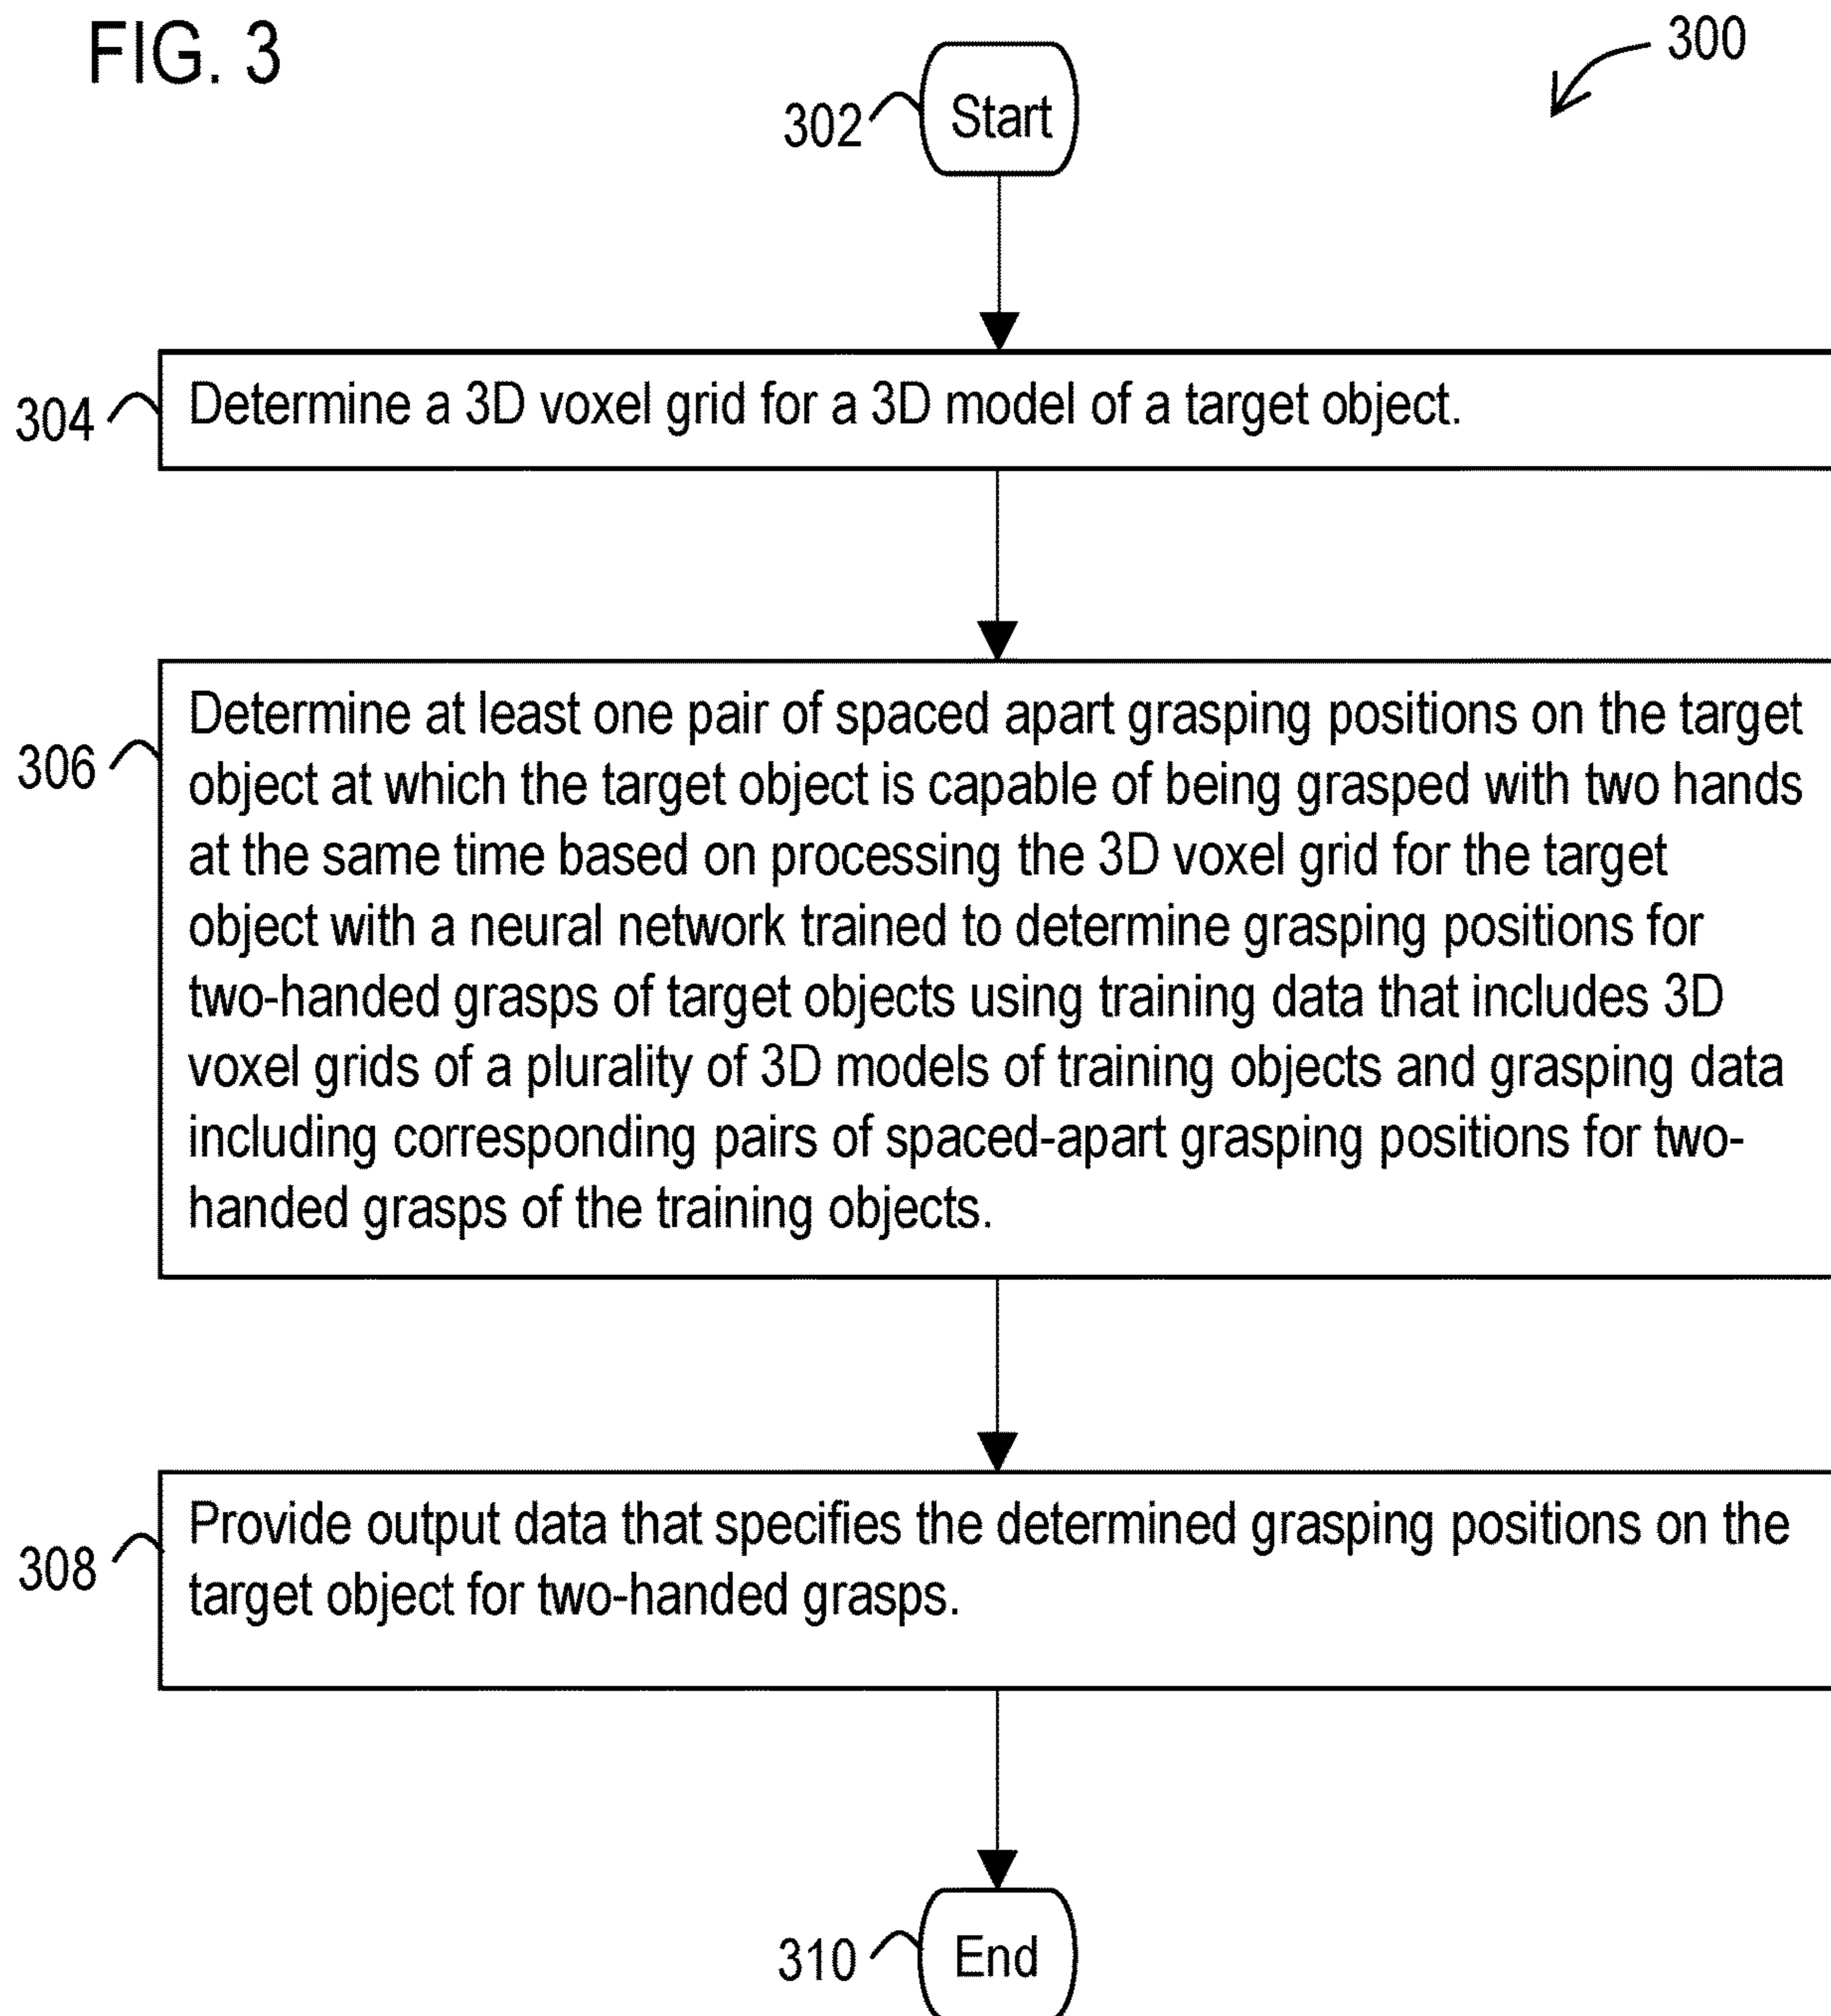 FIG. 3
300
302
Start
304
Determine a 3D voxel grid for a 3D model of a target object.
306
Determine at least one pair of spaced apart grasping positions on the target
object at which the target object is capable of being grasped with two hands
at the same time based on processing the 3D voxel grid for the target
object with a neural network trained to determine grasping positions for
two-handed grasps of target objects using training data that includes 3D
voxel grids of a plurality of 3D models of training objects and grasping data
including corresponding pairs of spaced-apart grasping positions for two-
handed grasps of the training objects.
308
Provide output data that specifies the determined grasping positions on the
target object for two-handed grasps.
310
End